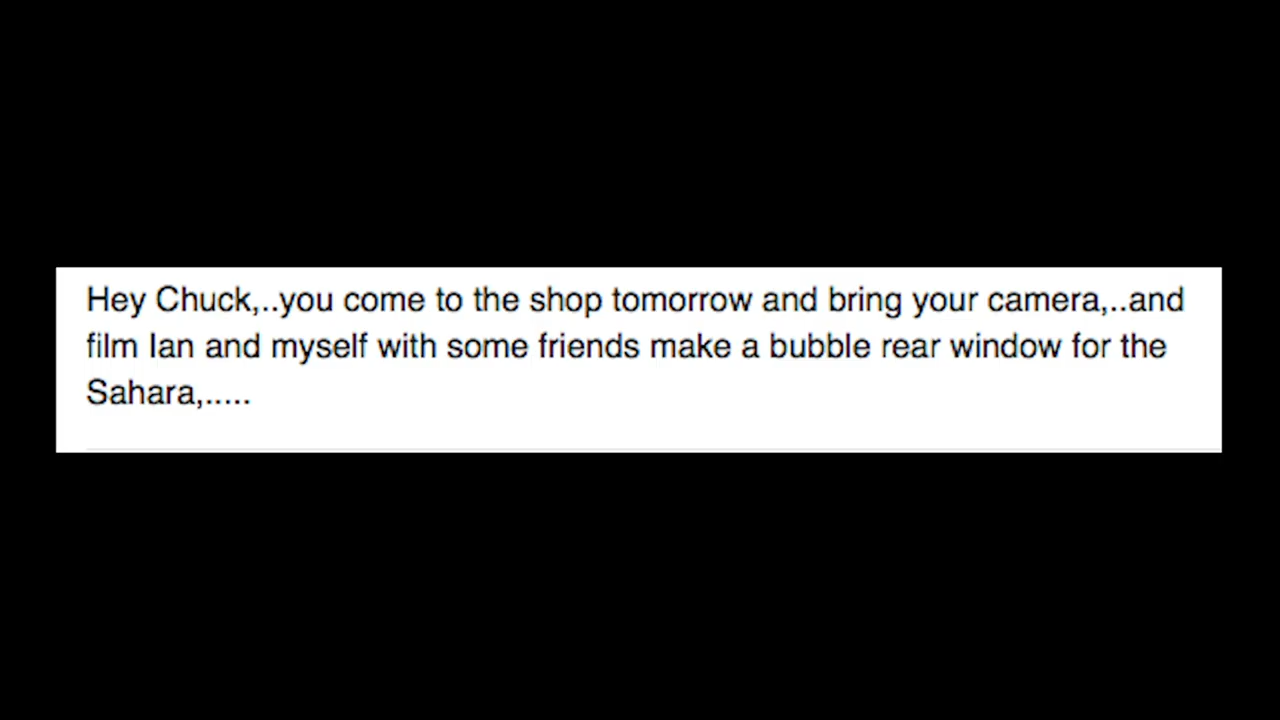 Hey Chuck,..you come to the shop tomorrow and bring your camera,..and
film Ian and myself with some friends make a bubble rear window for the
Sahara,.....